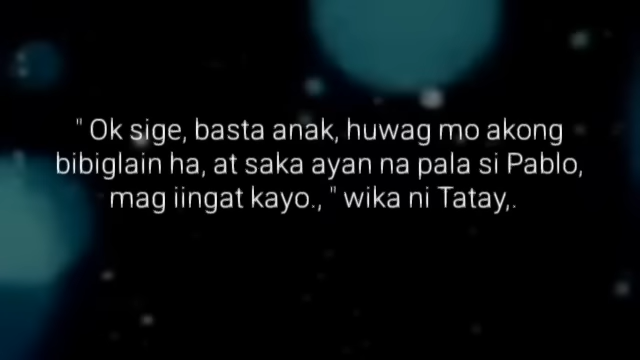 " Ok sige, basta anak, huwag mo akong
bibiglain ha, at saka ayan na pala si Pablo,
mag iingat kayo., " wika ni Tatay,.